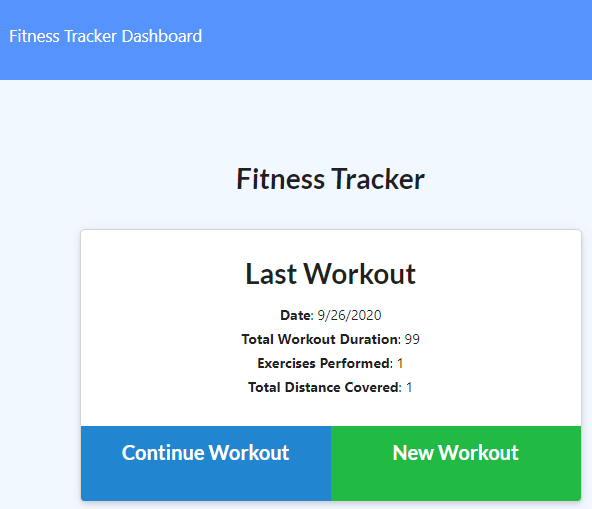 Fitness Tracker Dashboard
Fitness Tracker
Last Workout
Date: 9/26/2020
Total Workout Duration: 99
Exercises Performed: 1
Total Distance Covered: 1
Continue Workout
New Workout